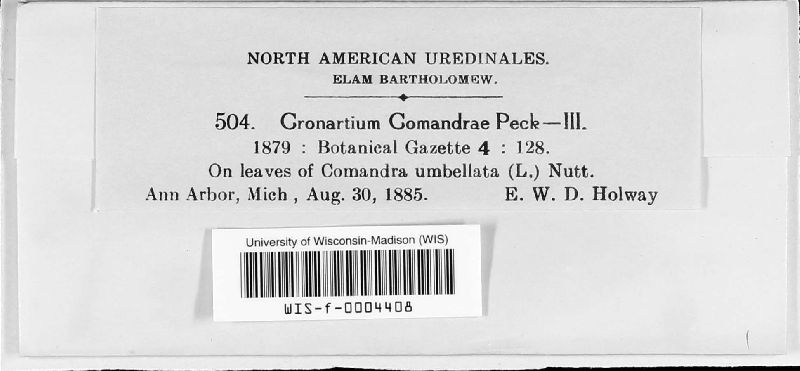 NORTH AMERICAN UREDINALES.
ELAM BARTHOLOMEW.
504. Cronartium Comandrae Peck—III.
1879 : Botanical Gazette 4 : 128.
On leaves of Comandra umbellata (L.) Nutt.
Ann Arbor, Mich , Aug. 30, 1885. E. W. D. Holway
University of Wisconsin-Madison (WIS)
WIS-f-0004408